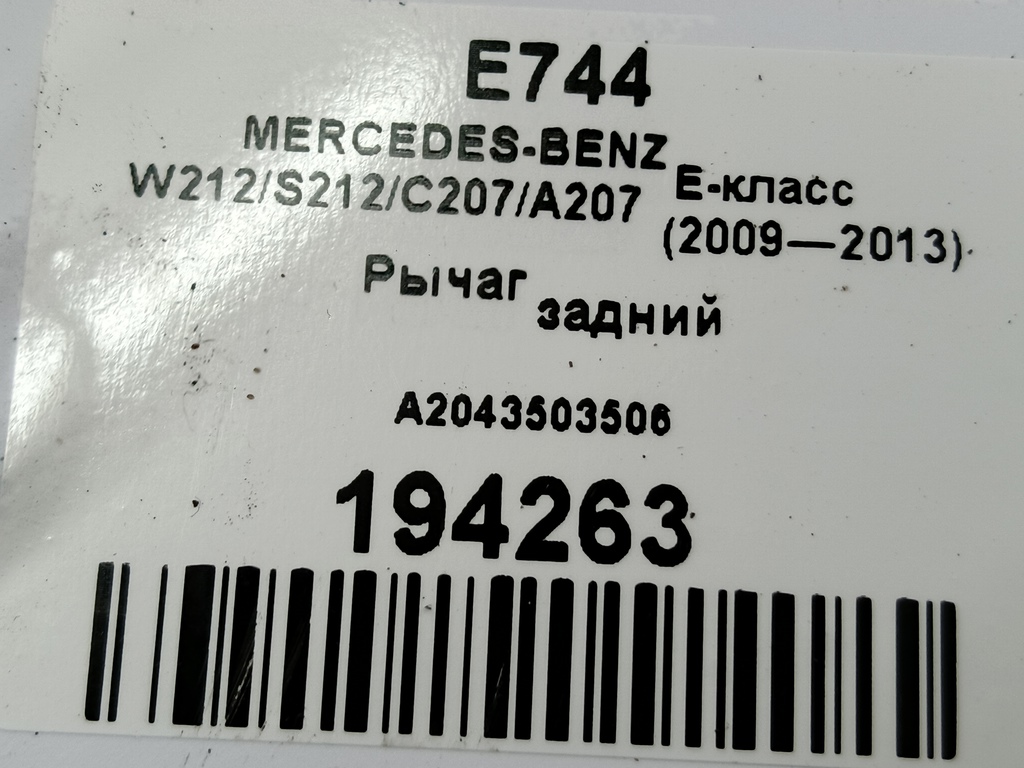 E744
MERCEDES-BENZ E-класс
W212/S212/C207/A207 (2009—2013)
Рычаг задний
A2043503506
194263